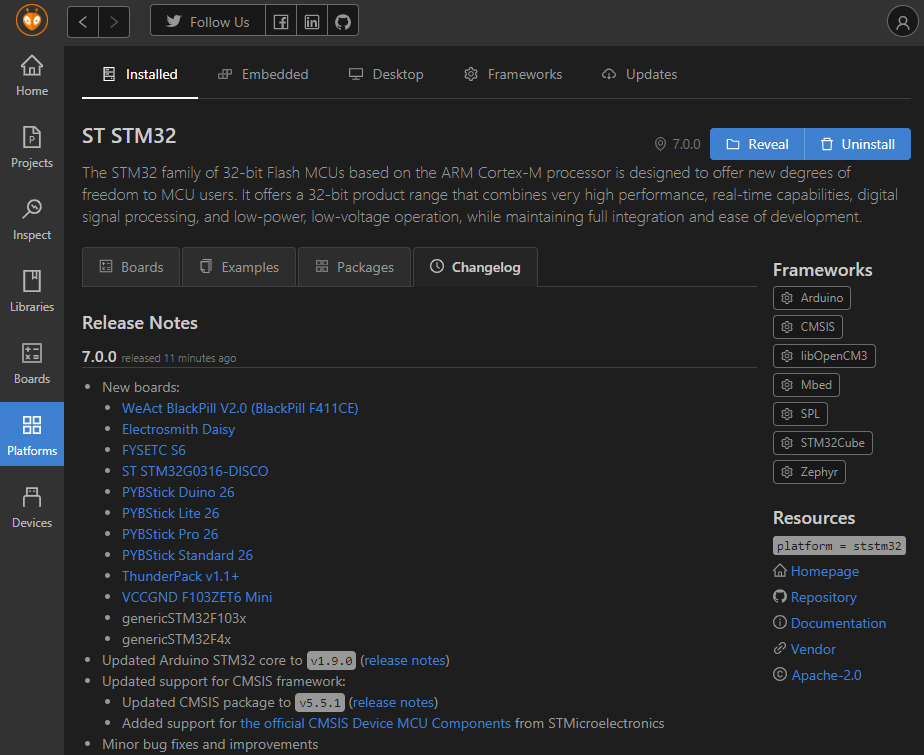 Follow Us
Home
Projects
Inspect
Libraries
Boards
Platforms
Devices
Installed
Embedded
Desktop
Frameworks
Updates
ST STM32
7.0.0
Reveal
Uninstall
The STM32 family of 32-bit Flash MCUs based on the ARM Cortex-M processor is designed to offer new degrees of
freedom to MCU users. It offers a 32-bit product range that combines very high performance, real-time capabilities, digital
signal processing, and low-power, low-voltage operation, while maintaining full integration and ease of development.
Boards
Examples
Packages
Changelog
Release Notes
7.0.0 released 11 minutes ago
New boards:
WeAct BlackPill V2.0 (BlackPill F411CE)
Electrosmith Daisy
FYSETC S6
ST STM32G0316-DISCO
PYBStick Duino 26
PYBStick Lite 26
PYBStick Pro 26
PYBStick Standard 26
ThunderPack v1.1+
VCCGND F103ZET6 Mini
genericSTM32F103x
genericSTM32F4x
Updated Arduino STM32 core to v1.9.0 (release notes)
Updated support for CMSIS framework:
Updated CMSIS package to v5.5.1 (release notes)
Added support for the official CMSIS Device MCU Components from STMicroelectronics
Minor bug fixes and improvements
Frameworks
Arduino
CMSIS
libOpenCM3
Mbed
SPL
STM32Cube
Zephyr
Resources
platform = ststm32
Homepage
Repository
Documentation
Vendor
Apache-2.0